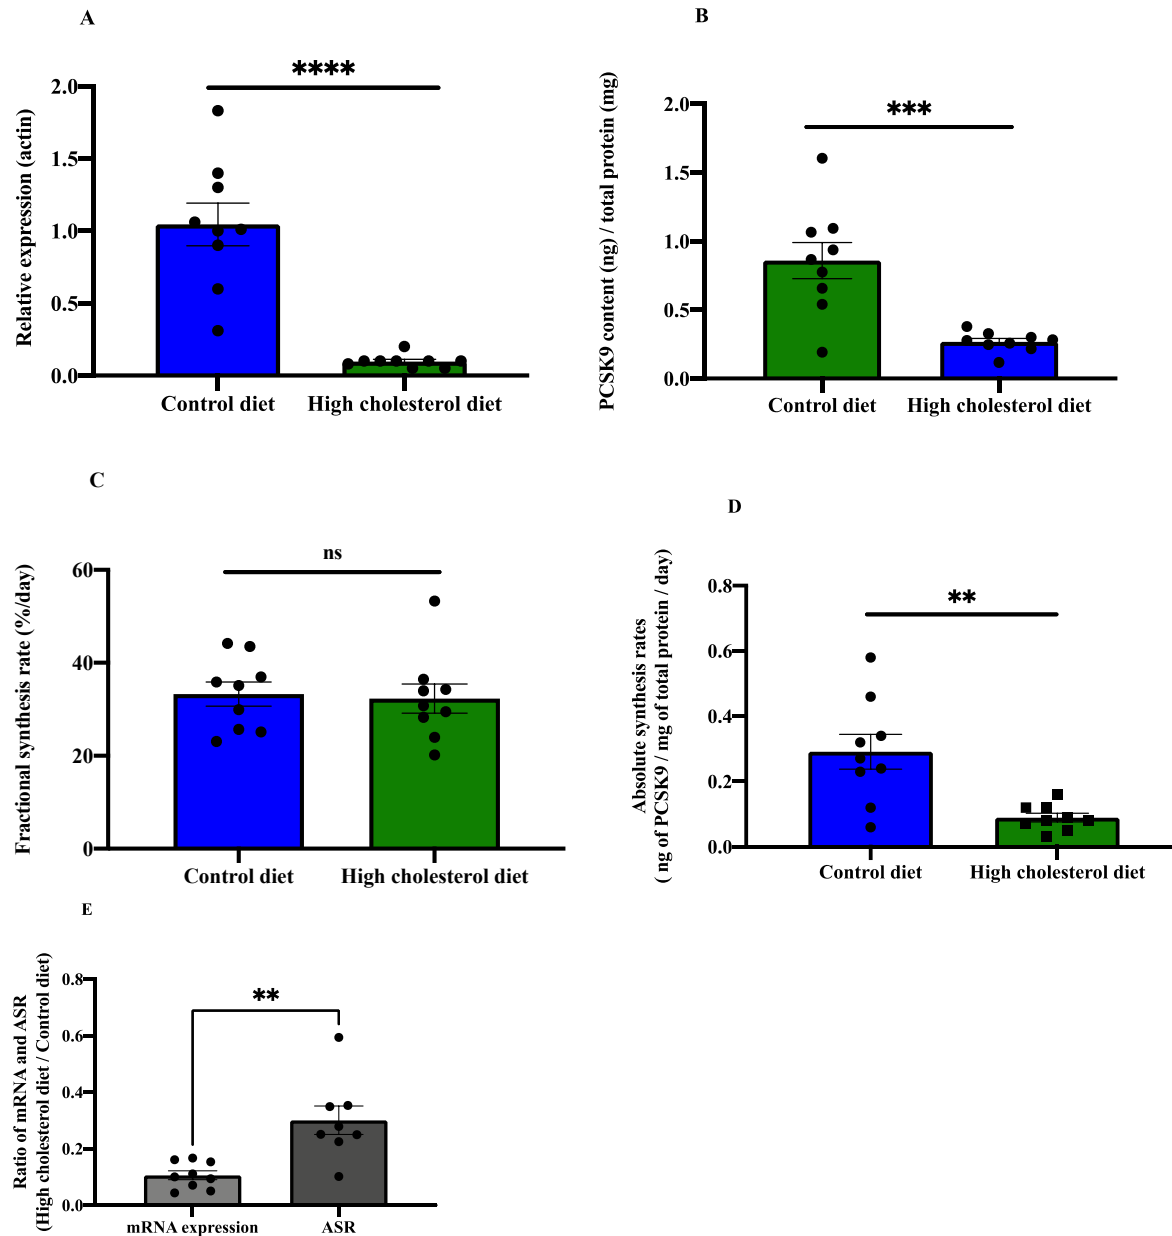 A
****
Relative expression (actin)
2.0
1.5
1.0
0.5
0.0
Control diet
High cholesterol diet
B
***
PCSK9 content (ng) / total protein (mg)
2.0
1.5
1.0
0.5
0.0
Control diet
High cholesterol diet
C
ns
Fractional synthesis rate (%/day)
60
40
20
0
Control diet
High cholesterol diet
D
**
Absolute synthesis rates
( ng of PCSK9 / mg of total protein / day)
0.8
0.6
0.4
0.2
0.0
Control diet
High cholesterol diet
E
**
Ratio of mRNA and ASR
(High cholesterol diet / Control diet)
0.8
0.6
0.4
0.2
0.0
mRNA expression
ASR